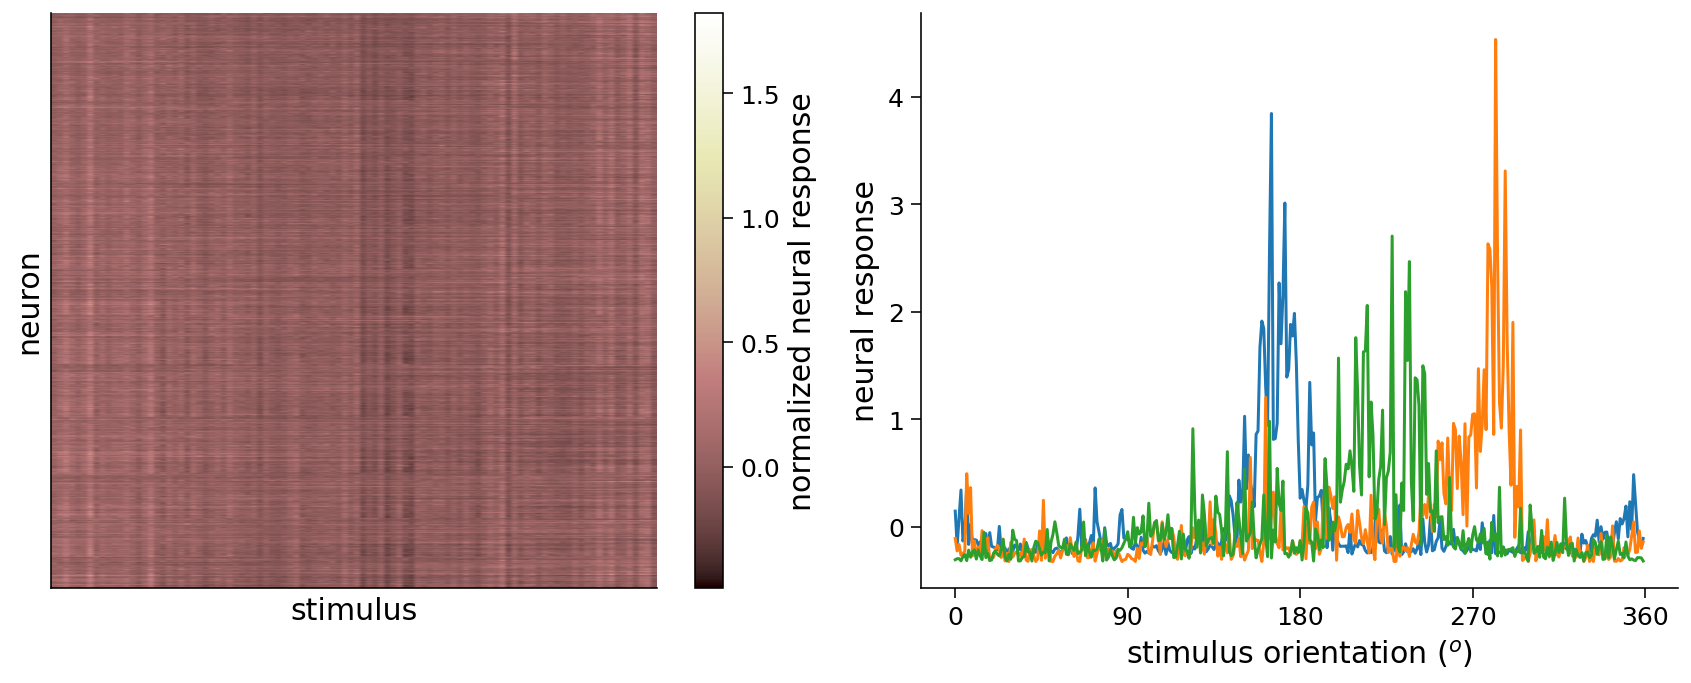 neuron
stimulus
1.5
1.0
0.5
0.0
normalized neural response
neural response
4
3
2
1
0
0 90 180 270 360
stimulus orientation (°)